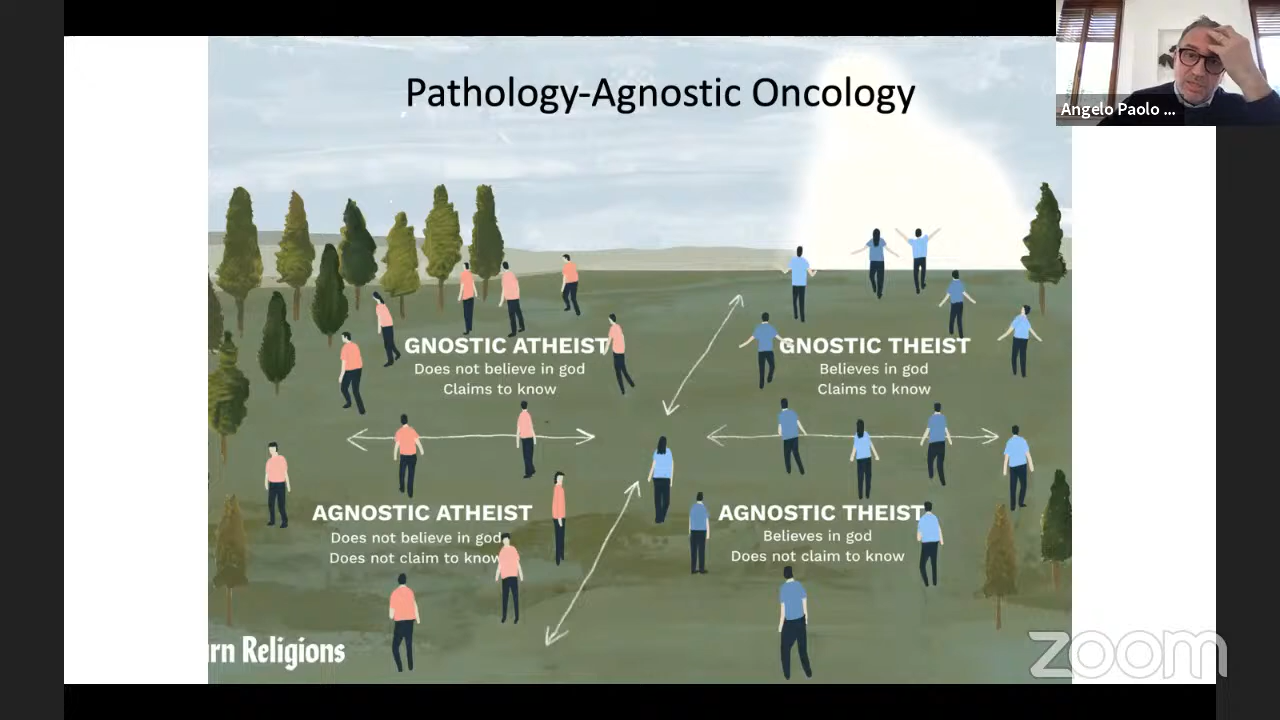 Pathology-Agnostic Oncology
Angelo Paolo ...
GNOSTIC ATHEIST
Does not believe in god
Claims to know
GNOSTIC THEIST
Believes in god
Claims to know
AGNOSTIC ATHEIST
Does not believe in god
Does not claim to know
AGNOSTIC THEIST
Believes in god
Does not claim to know
rn Religions
zoom